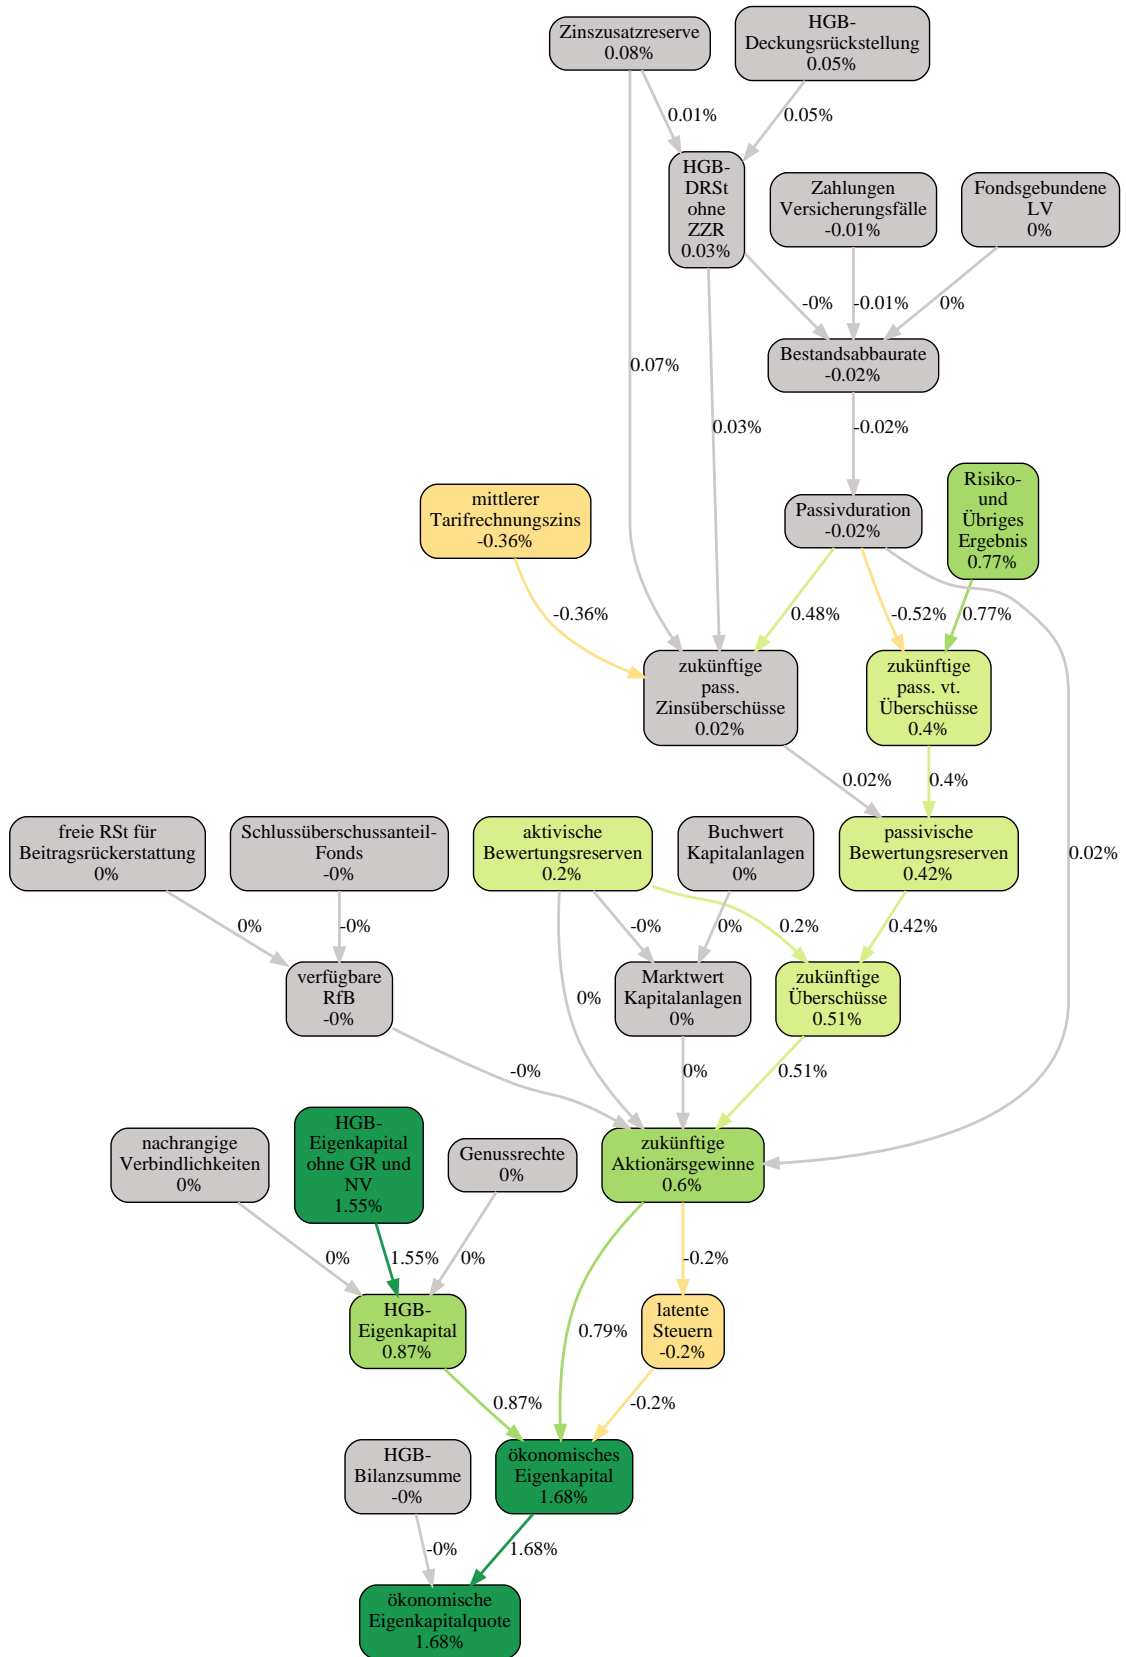 Zinszusatzreserve
0.08%
HGB-
Deckungsrückstellung
0.05%
0.01%
0.05%
HGB-
DRSt
ohne
ZZR
0.03%
Zahlungen
Versicherungsfälle
-0.01%
Fondsgebundene
LV
0%
-0%
-0.01%
0%
Bestandsabbaurate
-0.02%
0.07%
0.03%
-0.02%
mittlerer
Tarifrechnungszins
-0.36%
Passivduration
-0.02%
Risiko-
und
Übriges
Ergebnis
0.77%
-0.36%
0.48%
-0.52%
0.77%
zukünftige
pass.
Zinsüberschüsse
0.02%
zukünftige
pass. vt.
Überschüsse
0.4%
0.02%
0.4%
0.02%
freie RSt für
Beitragsrückerstattung
0%
Schlussüberschussanteil-
Fonds
-0%
aktivische
Bewertungsreserven
0.2%
Buchwert
Kapitalanlagen
0%
passivische
Bewertungsreserven
0.42%
0%
-0%
-0%
0%
0.2%
0.42%
verfügbare
RfB
-0%
0%
Marktwert
Kapitalanlagen
0%
zukünftige
Überschüsse
0.51%
-0%
0%
0.51%
nachrangige
Verbindlichkeiten
0%
HGB-
Eigenkapital
ohne GR und
NV
1.55%
Genussrechte
0%
zukünftige
Aktionärsgewinne
0.6%
0%
1.55%
0%
-0.2%
HGB-
Eigenkapital
0.87%
0.79%
latente
Steuern
-0.2%
0.87%
-0.2%
HGB-
Bilanzsumme
-0%
ökonomisches
Eigenkapital
1.68%
-0%
1.68%
ökonomische
Eigenkapitalquote
1.68%